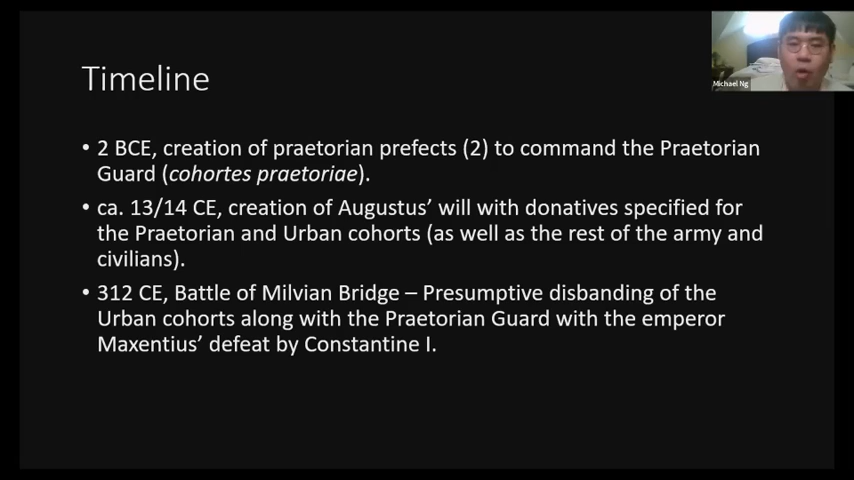 Michael Ng
Timeline
• 2 BCE, creation of praetorian prefects (2) to command the Praetorian
Guard (cohortes praetoriae).
• ca. 13/14 CE, creation of Augustus’ will with donatives specified for
the Praetorian and Urban cohorts (as well as the rest of the army and
civilians).
• 312 CE, Battle of Milvian Bridge – Presumptive disbanding of the
Urban cohorts along with the Praetorian Guard with the emperor
Maxentius’ defeat by Constantine I.